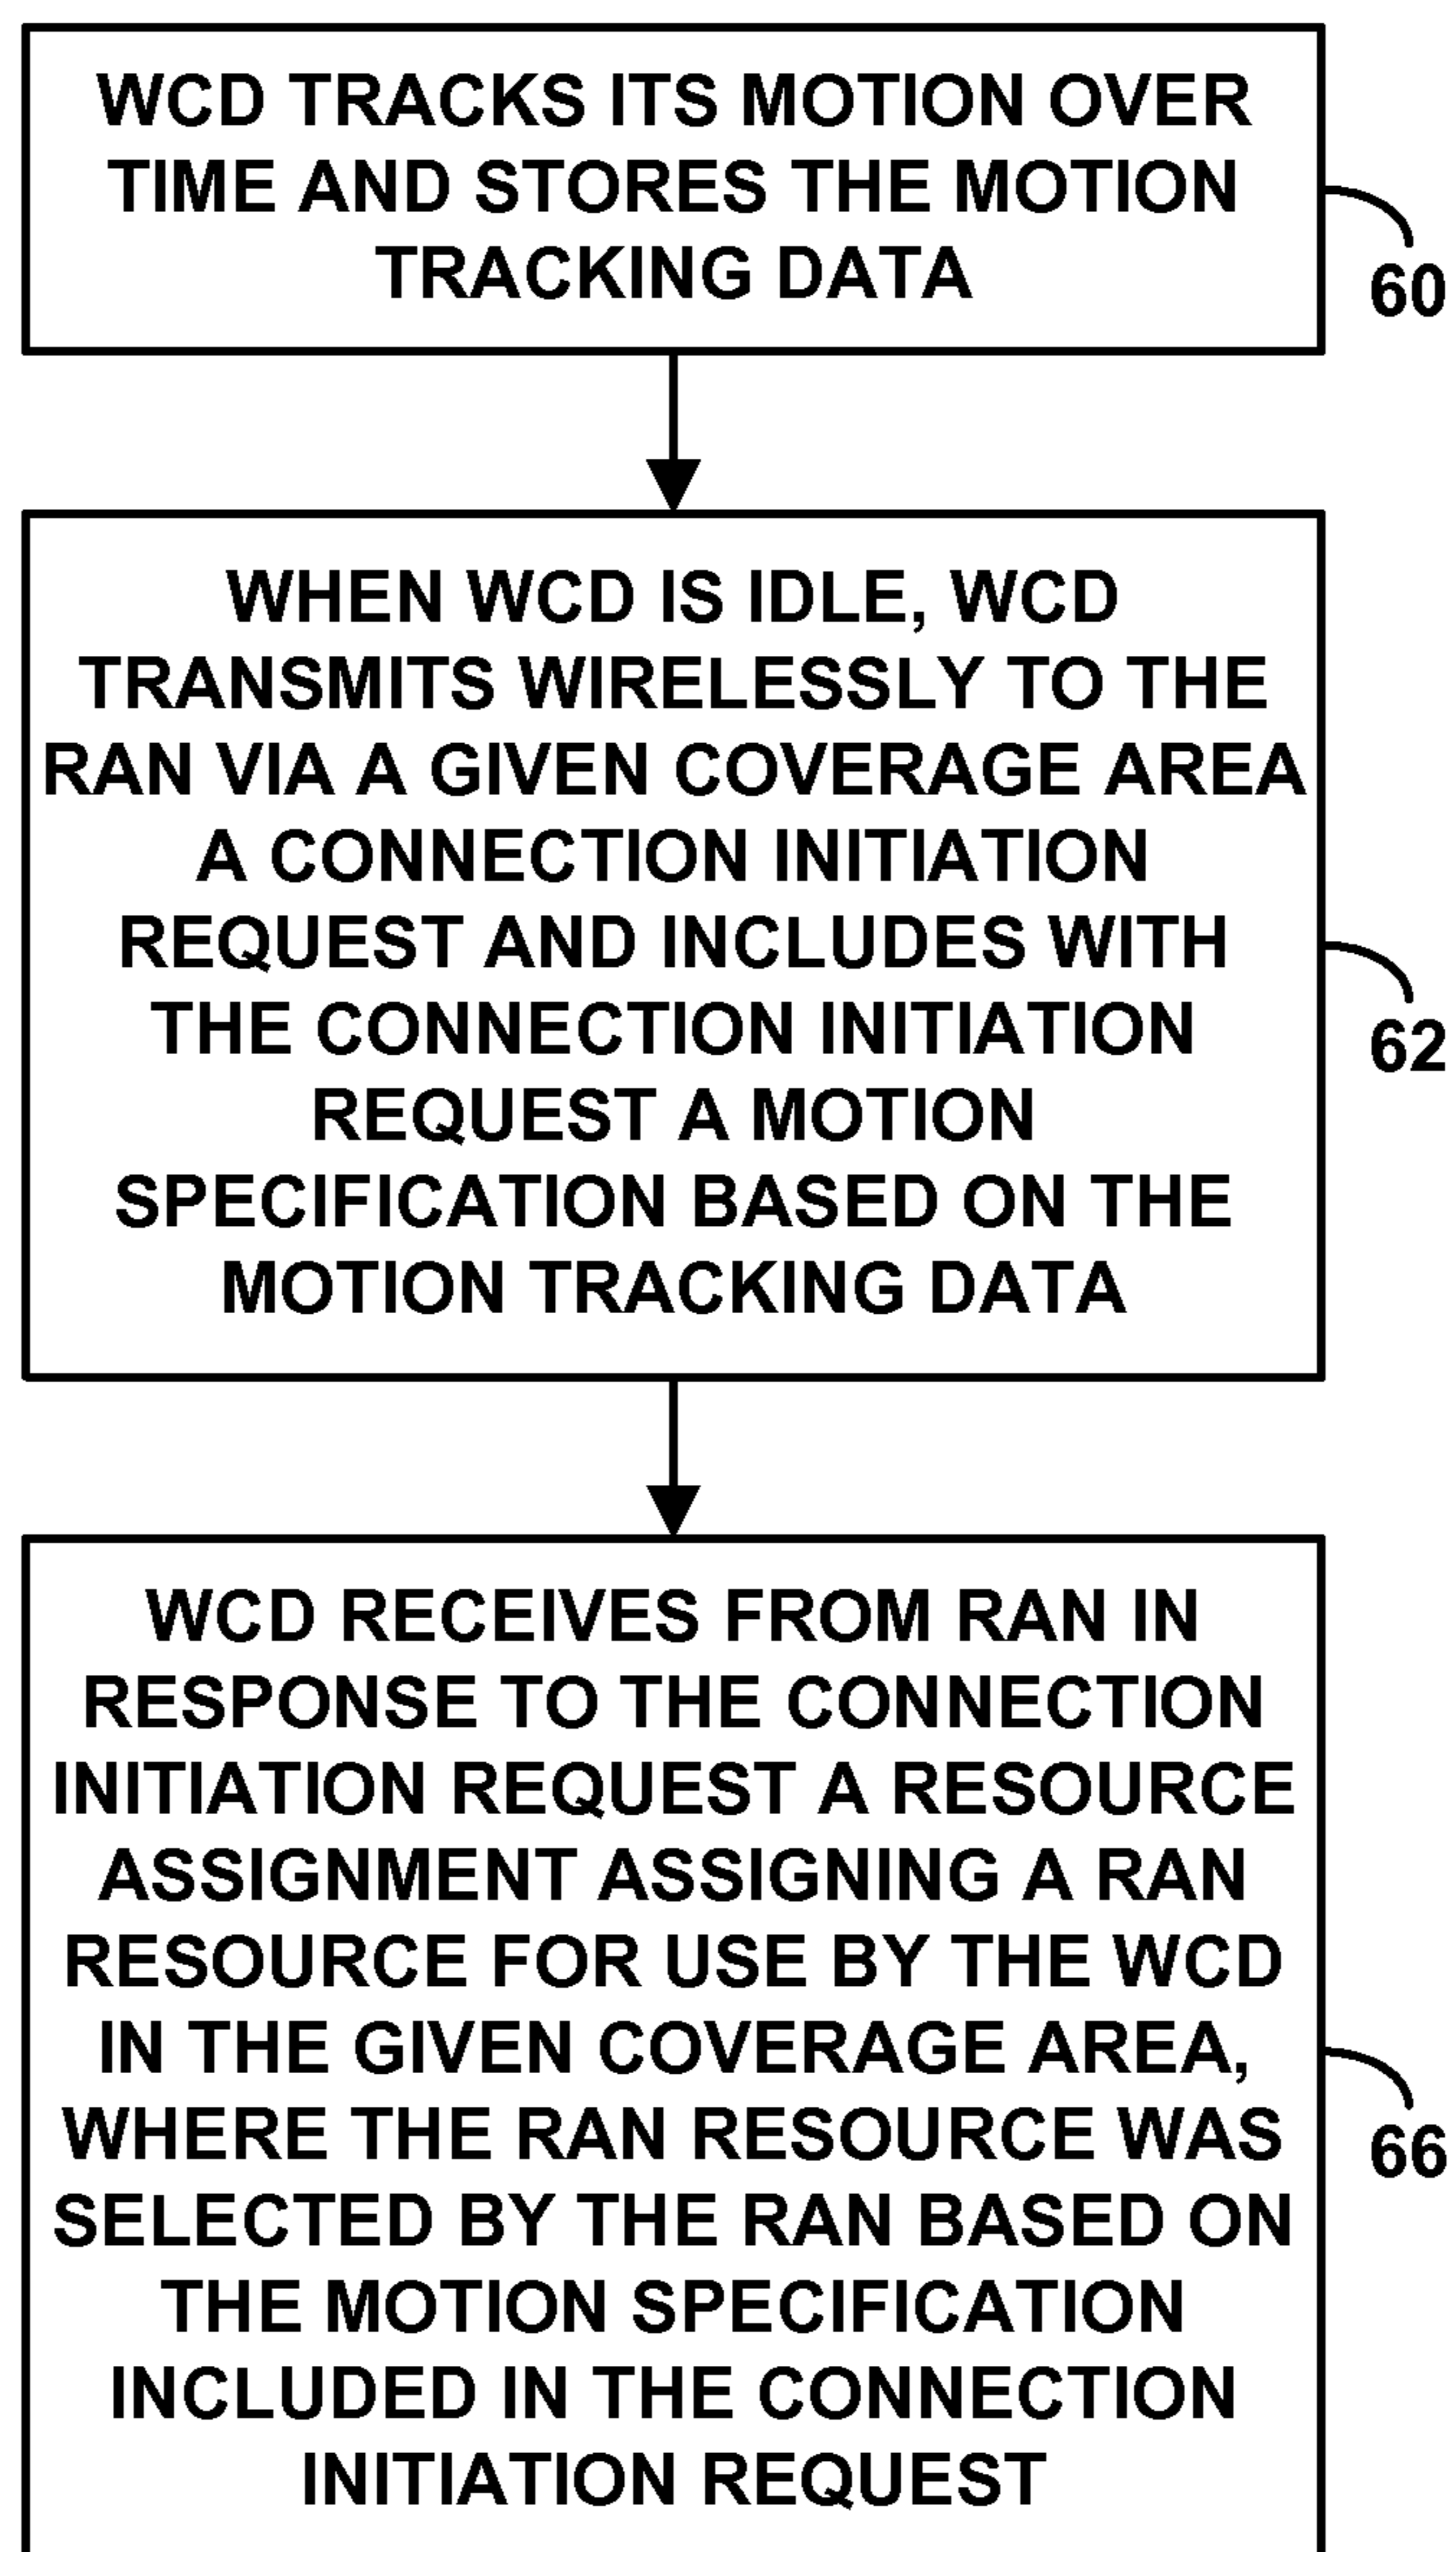 WCD TRACKS ITS MOTION OVER
TIME AND STORES THE MOTION
TRACKING DATA
60
WHEN WCD IS IDLE, WCD
TRANSMITS WIRELESSLY TO THE
RAN VIA A GIVEN COVERAGE AREA
A CONNECTION INITIATION
REQUEST AND INCLUDES WITH
THE CONNECTION INITIATION
REQUEST A MOTION
SPECIFICATION BASED ON THE
MOTION TRACKING DATA
62
WCD RECEIVES FROM RAN IN
RESPONSE TO THE CONNECTION
INITIATION REQUEST A RESOURCE
ASSIGNMENT ASSIGNING A RAN
RESOURCE FOR USE BY THE WCD
IN THE GIVEN COVERAGE AREA,
WHERE THE RAN RESOURCE WAS
SELECTED BY THE RAN BASED ON
THE MOTION SPECIFICATION
INCLUDED IN THE CONNECTION
INITIATION REQUEST
66